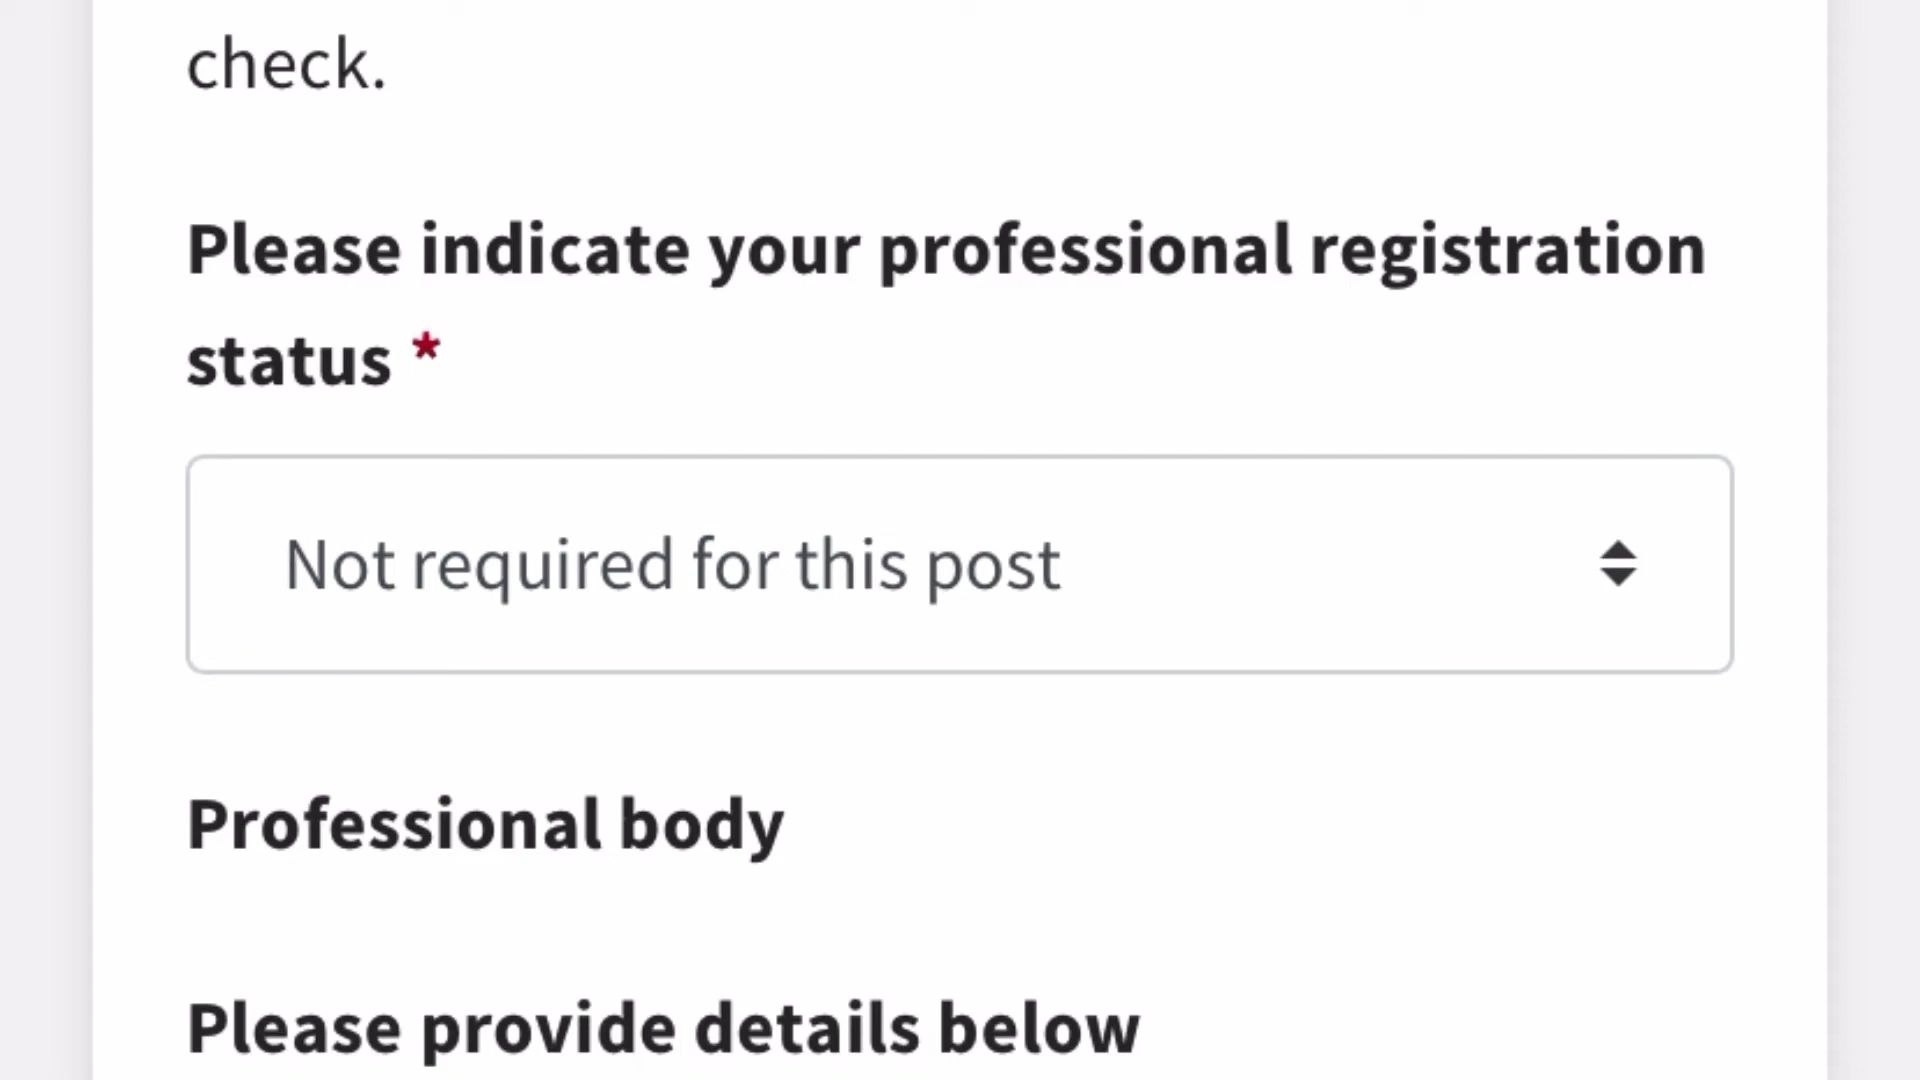 check.
Please indicate your professional registration
status *
Not required for this post
Professional body
Please provide details below